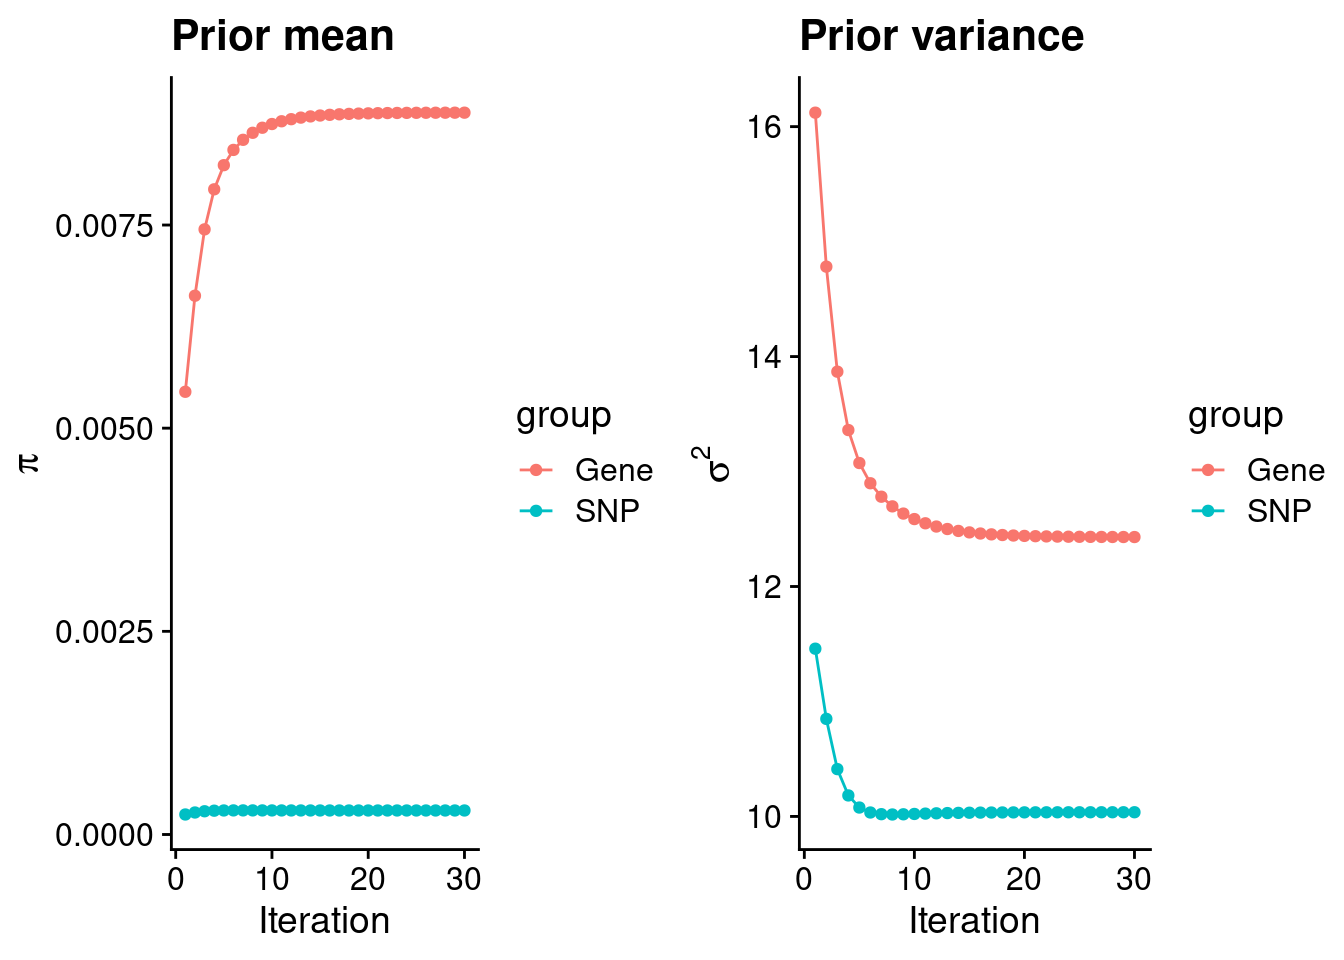 Prior mean
π
0.0075
0.0050
0.0025
0.0000
0 10 20 30
Iteration
group
Gene
SNP
Prior variance
σ²
16
14
12
10
0 10 20 30
Iteration
group
Gene
SNP